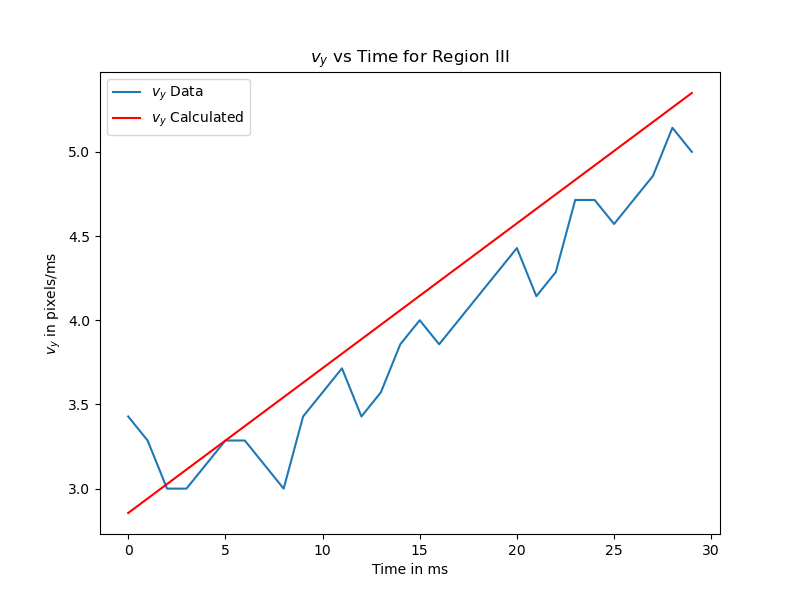 v_y vs Time for Region III
v_y Data
v_y Calculated
5.0
4.5
4.0
3.5
3.0
v_y in pixels/ms
0 5 10 15 20 25 30
Time in ms